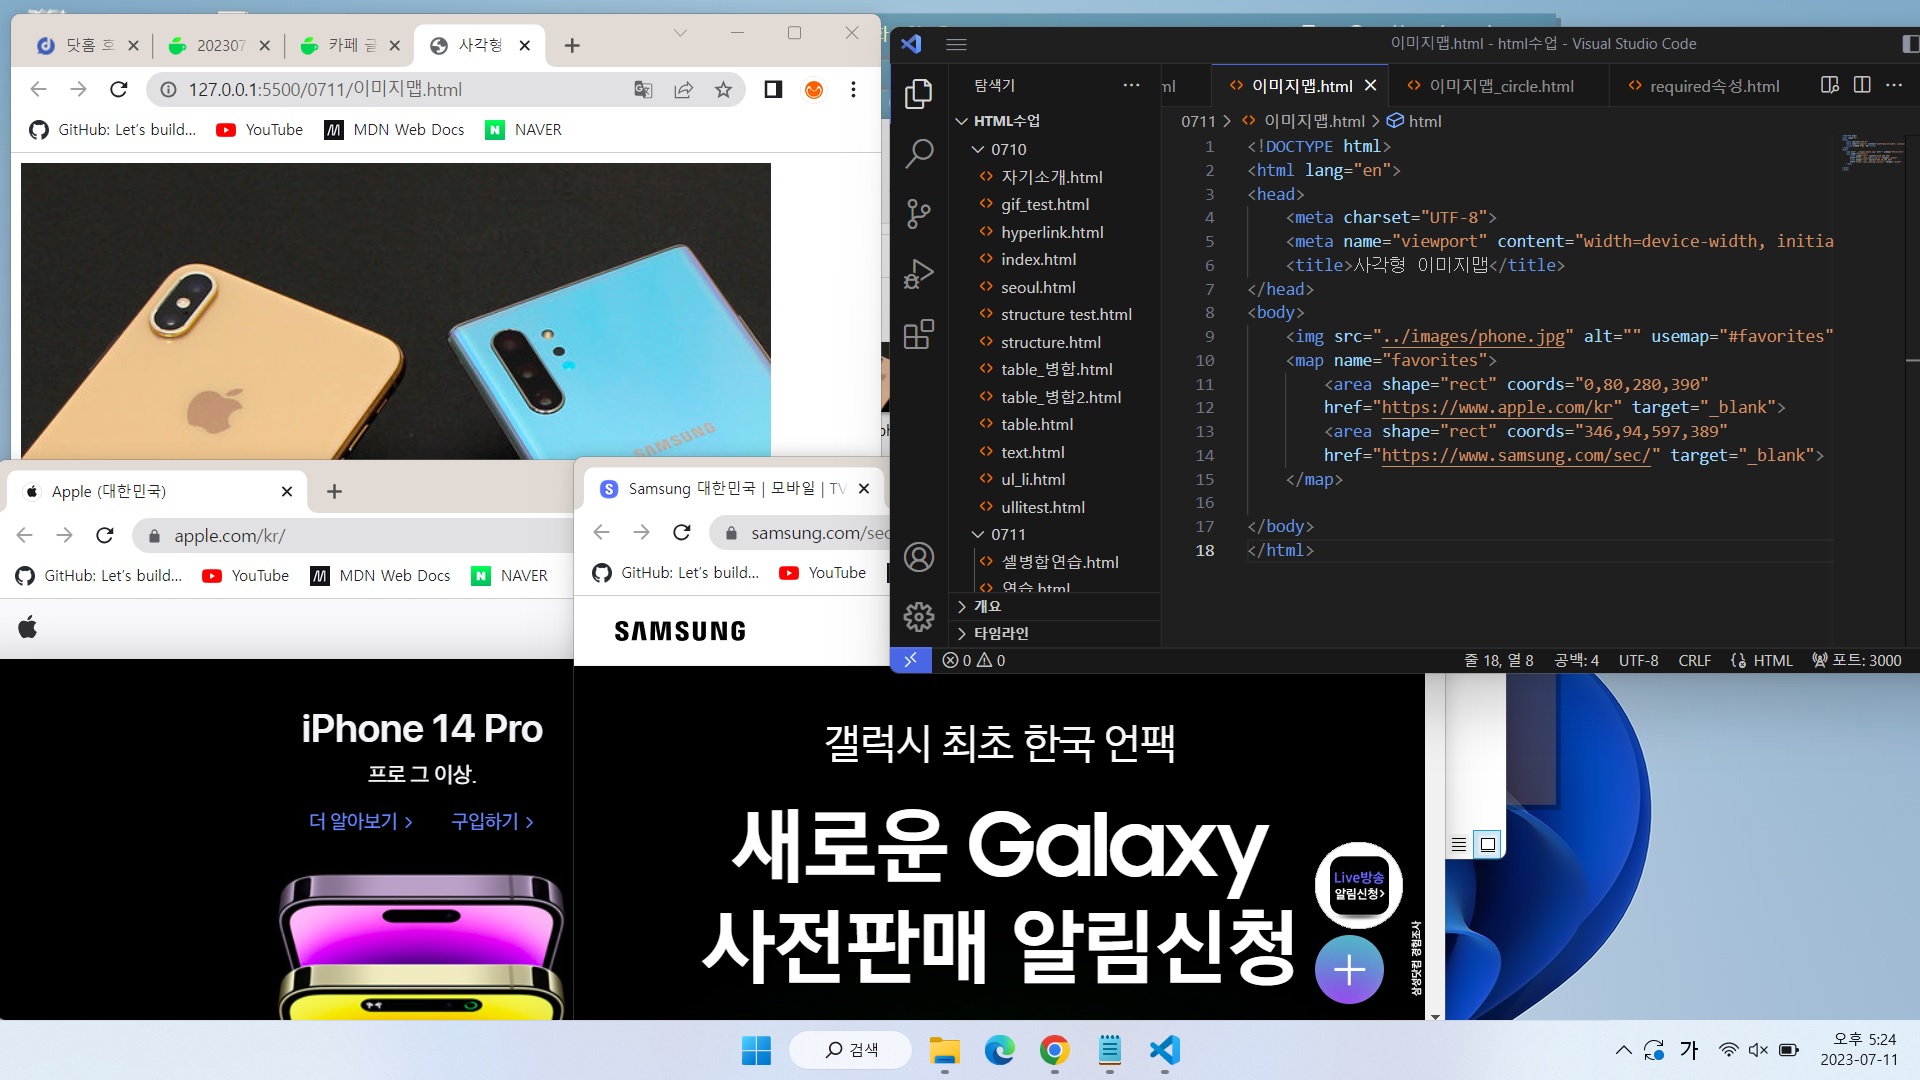 닷홈 호
202307
카페 글
사각형
127.0.0.1:5500/0711/이미지맵.html
GitHub: Let's build...
YouTube
MDN Web Docs
NAVER
SAMSUNG
Apple (대한민국)
apple.com/kr/
GitHub: Let's build...
YouTube
MDN Web Docs
NAVER
iPhone 14 Pro
프로 그 이상.
더 알아보기 >
구입하기 >
Samsung 대한민국 | 모바일 | TV
samsung.com/sec
GitHub: Let's build...
YouTube
SAMSUNG
갤럭시 최초 한국 언팩
새로운 Galaxy
사전판매 알림신청
Live방송
알림신청>
삼성닷컴 경험조사
이미지맵.html - html수업 - Visual Studio Code
탐색기
HTML수업
0710
자기소개.html
gif_test.html
hyperlink.html
index.html
seoul.html
structure test.html
structure.html
table_병합.html
table_병합2.html
table.html
text.html
ul_li.html
ullitest.html
0711
셀병합연습.html
연습.html
개요
타임라인
ml
이미지맵.html
이미지맵_circle.html
required속성.html
0711 > 이미지맵.html > html
1 <!DOCTYPE html>
2 <html lang="en">
3 <head>
4 <meta charset="UTF-8">
5 <meta name="viewport" content="width=device-width, initia
6 <title>사각형 이미지맵</title>
7 </head>
8 <body>
9 <img src="../images/phone.jpg" alt="" usemap="#favorites"
10 <map name="favorites">
11 <area shape="rect" coords="0,80,280,390"
12 href="https://www.apple.com/kr" target="_blank">
13 <area shape="rect" coords="346,94,597,389"
14 href="https://www.samsung.com/sec/" target="_blank">
15 </map>
16
17 </body>
18 </html>
0 0
줄 18, 열 8
공백: 4
UTF-8
CRLF
HTML
포트: 3000
검색
가
오후 5:24
2023-07-11